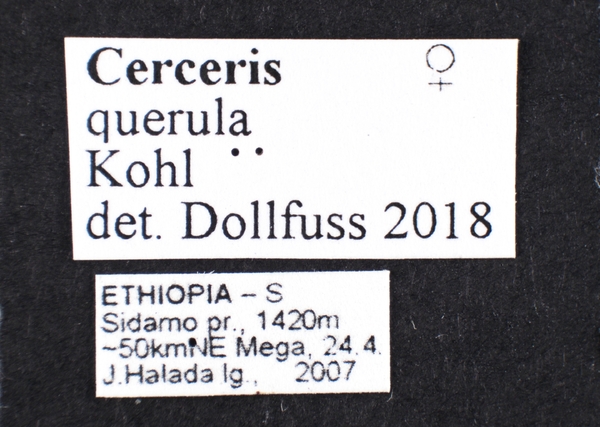 Cerceris ♀
querula
Kohl
det. Dollfuss 2018
ETHIOPIA – S
Sidamo pr., 1420m
~50kmNE Mega, 24.4.
J.Halada lg., 2007